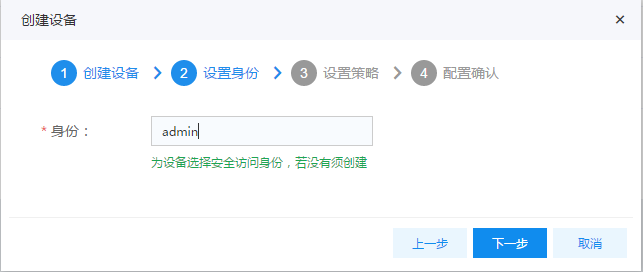 创建设备 ×
1 创建设备 > 2 设置身份 > 3 设置策略 > 4 配置确认
* 身份： admin
为设备选择安全访问身份，若没有须创建
上一步 下一步 取消